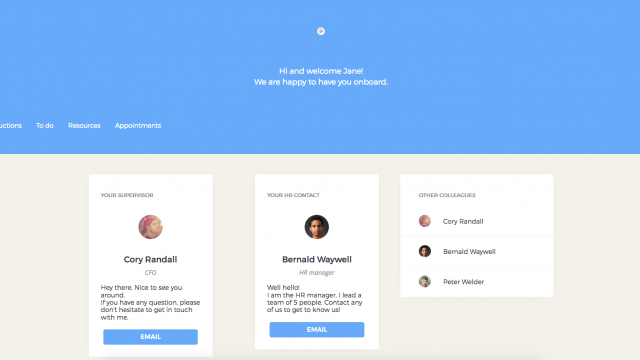 Hi and welcome Jane!
We are happy to have you onboard.
uctions To do Resources Appointments
YOUR SUPERVISOR
Cory Randall
CFO
Hey there. Nice to see you
around.
If you have any question, please
don't hesitate to get in touch
with me.
EMAIL
YOUR HR CONTACT
Bernald Waywell
HR manager
Well hello!
I am the HR manager. I lead a
team of 5 people. Contact any
of us to get to know us!
EMAIL
OTHER COLLEAGUES
Cory Randall
Bernald Waywell
Peter Welder